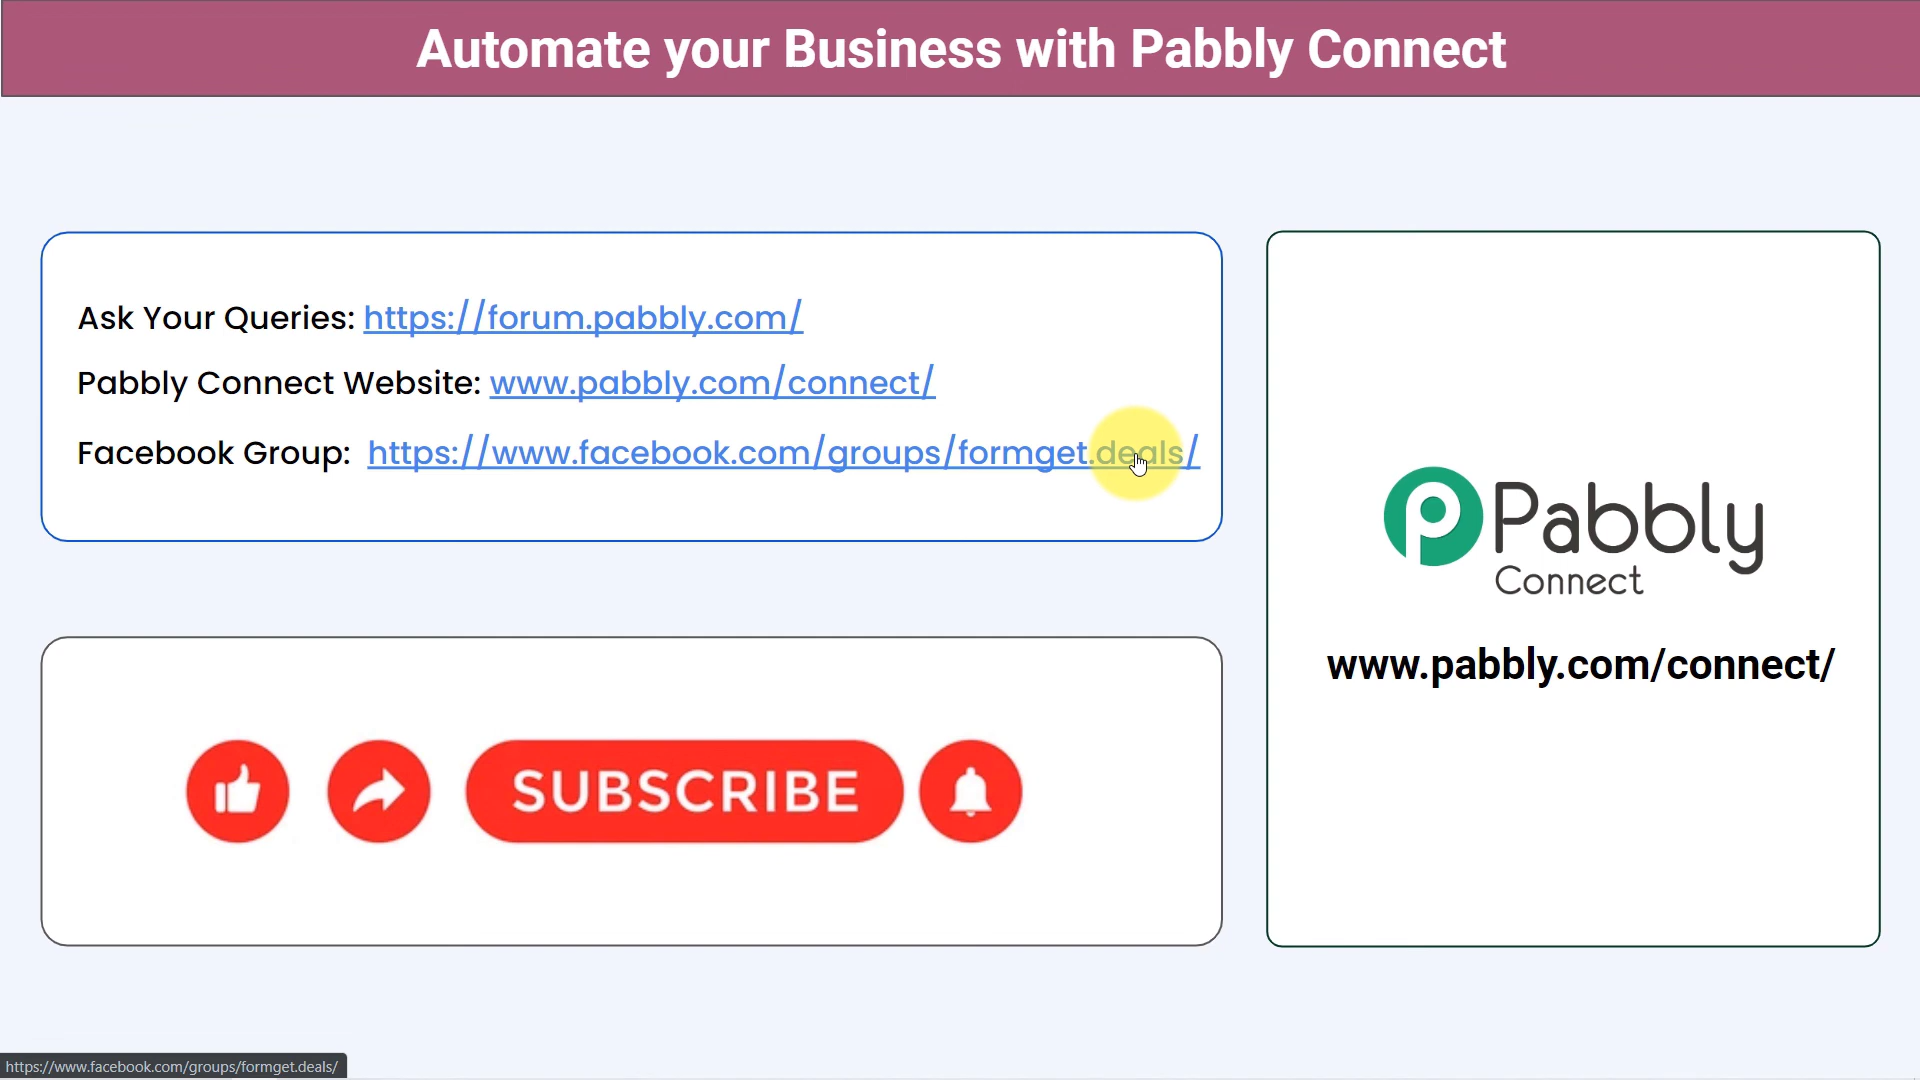 Automate your Business with Pabbly Connect
Ask Your Queries: https://forum.pabbly.com/
Pabbly Connect Website: www.pabbly.com/connect/
Facebook Group: https://www.facebook.com/groups/formget.deals/
Pabbly
Connect
www.pabbly.com/connect/
SUBSCRIBE
https://www.facebook.com/groups/formget.deals/